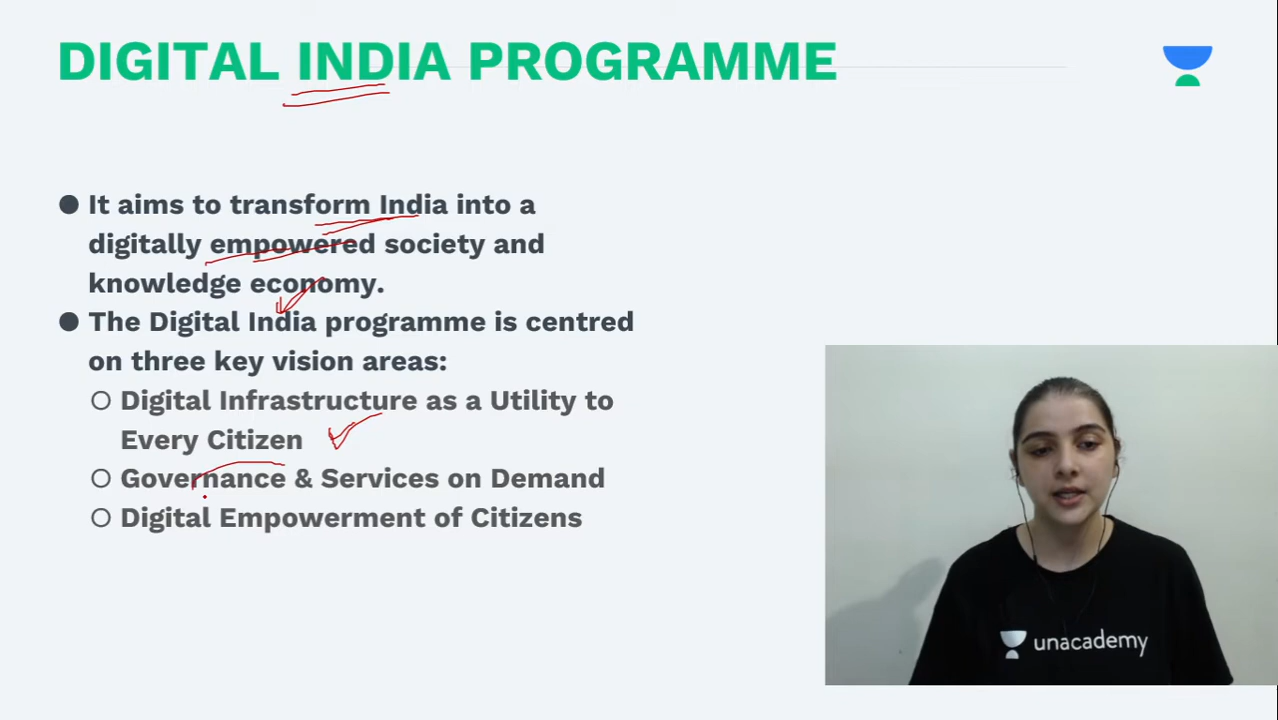 DIGITAL INDIA PROGRAMME
● It aims to transform India into a
digitally empowered society and
knowledge economy.
● The Digital India programme is centred
on three key vision areas:
○ Digital Infrastructure as a Utility to
Every Citizen
○ Governance & Services on Demand
○ Digital Empowerment of Citizens
unacademy